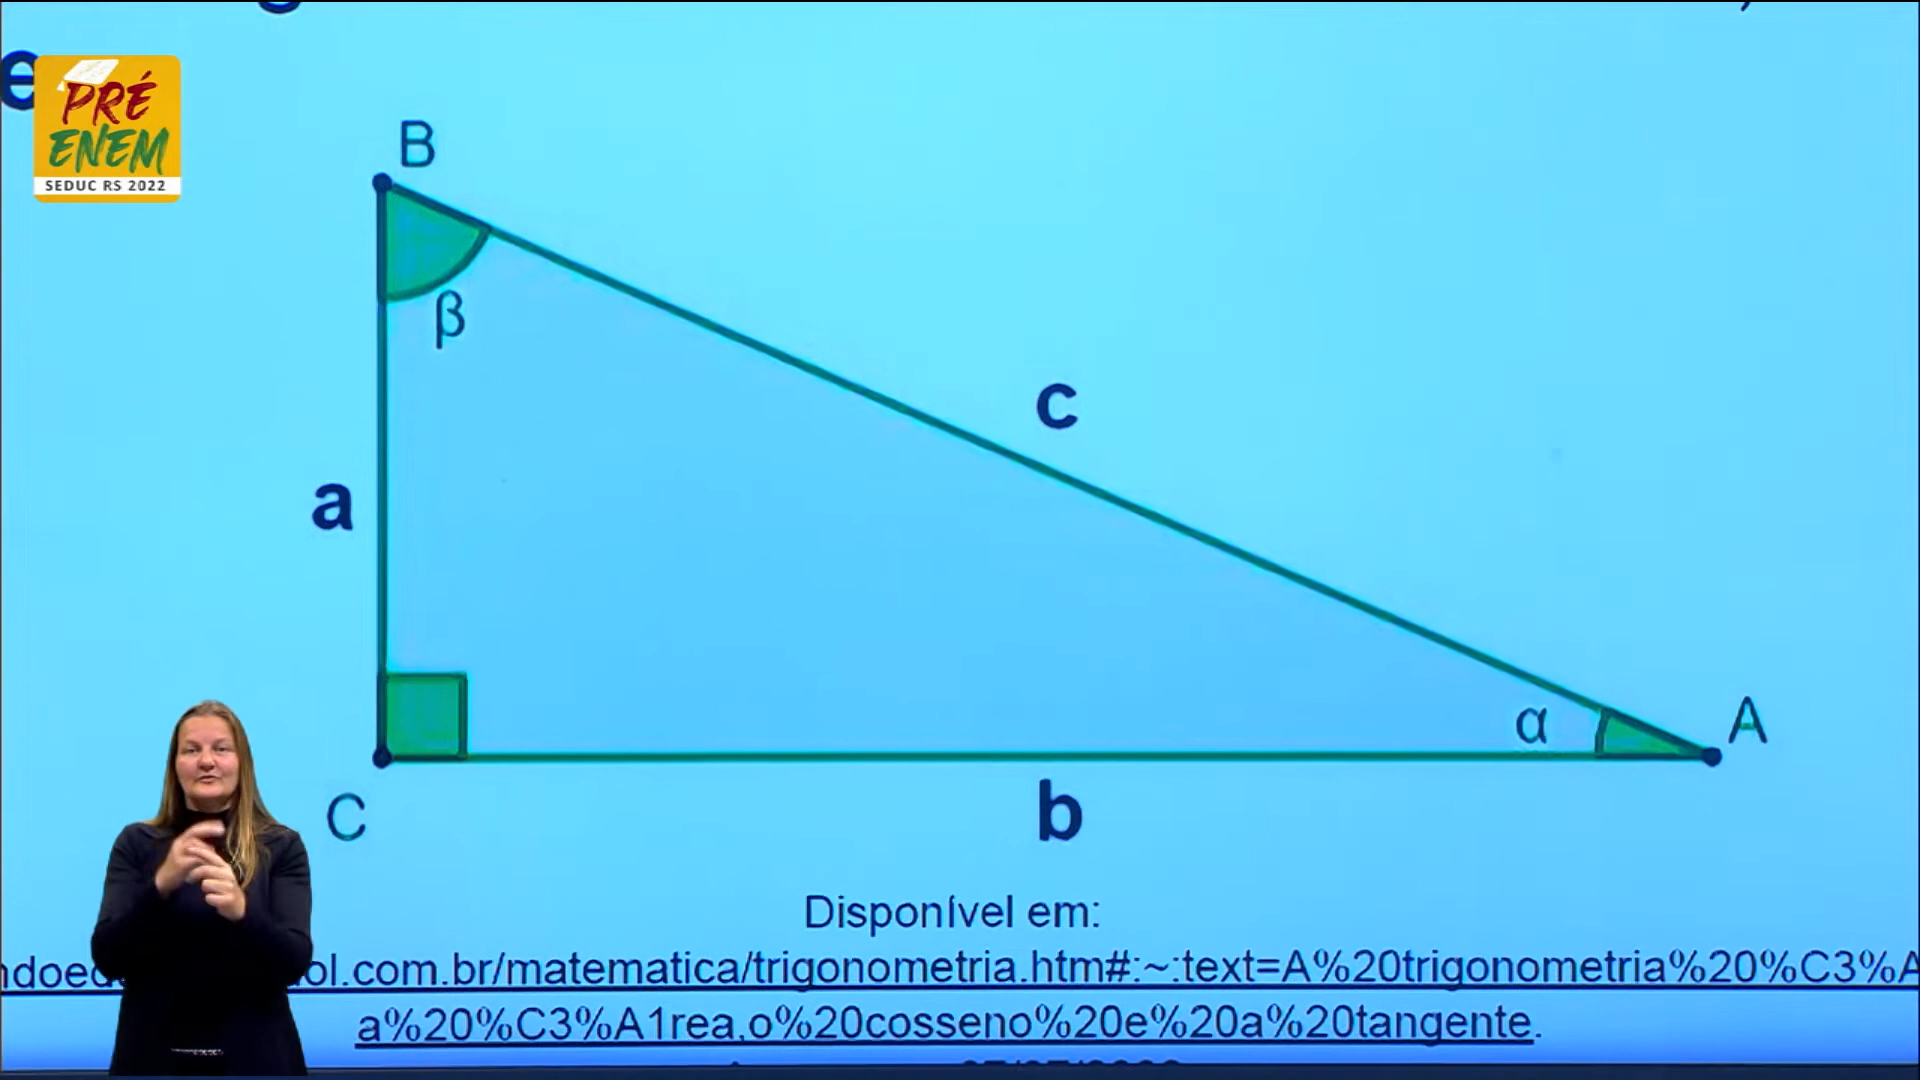 PRÉ
ENEM
SEDUC RS 2022
B
β
c
a
α
A
C
b
Disponível em:
ol.com.br/matematica/trigonometria.htm#:~:text=A%20trigonometria%20%C3%A
a%20%C3%A1rea,o%20cosseno%20e%20a%20tangente.